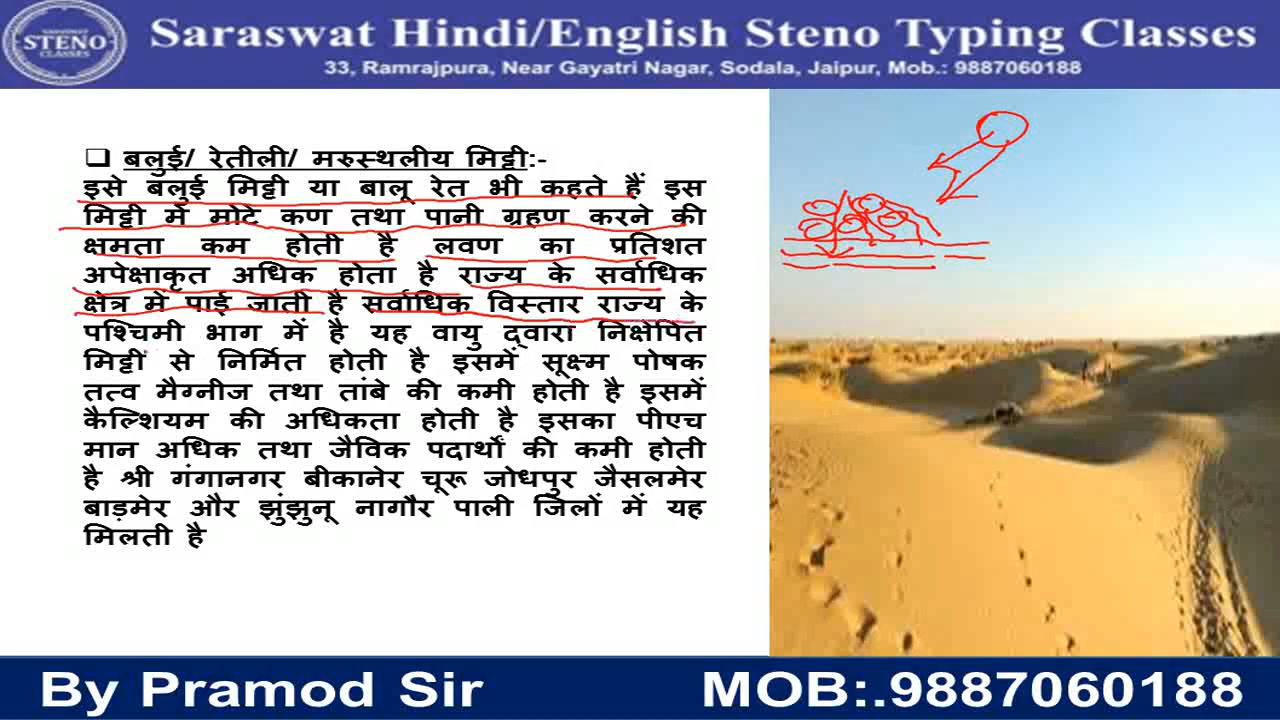 STENO
CLASSES
Saraswat Hindi/English Steno Typing Classes
33, Ramrajpura, Near Gayatri Nagar, Sodala, Jaipur, Mob.: 9887060188
❑ बलुई/ रेतीली/ मरुस्थलीय मिट्टी:-
इसे बलुई मिट्टी या बालू रेत भी कहते हैं इस
मिट्टी में मोटे कण तथा पानी ग्रहण करने की
क्षमता कम होती है लवण का प्रतिशत
अपेक्षाकृत अधिक होता है राज्य के सर्वाधिक
क्षेत्र में पाई जाती है सर्वाधिक विस्तार राज्य के
पश्चिमी भाग में है यह वायु द्वारा निक्षेपित
मिट्टी से निर्मित होती है इसमें सूक्ष्म पोषक
तत्व मैग्नीज तथा तांबे की कमी होती है इसमें
कैल्शियम की अधिकता होती है इसका पीएच
मान अधिक तथा जैविक पदार्थों की कमी होती
है श्री गंगानगर बीकानेर चूरू जोधपुर जैसलमेर
बाड़मेर और झुंझुनू नागौर पाली जिलों में यह
मिलती है
By Pramod Sir
MOB:.9887060188